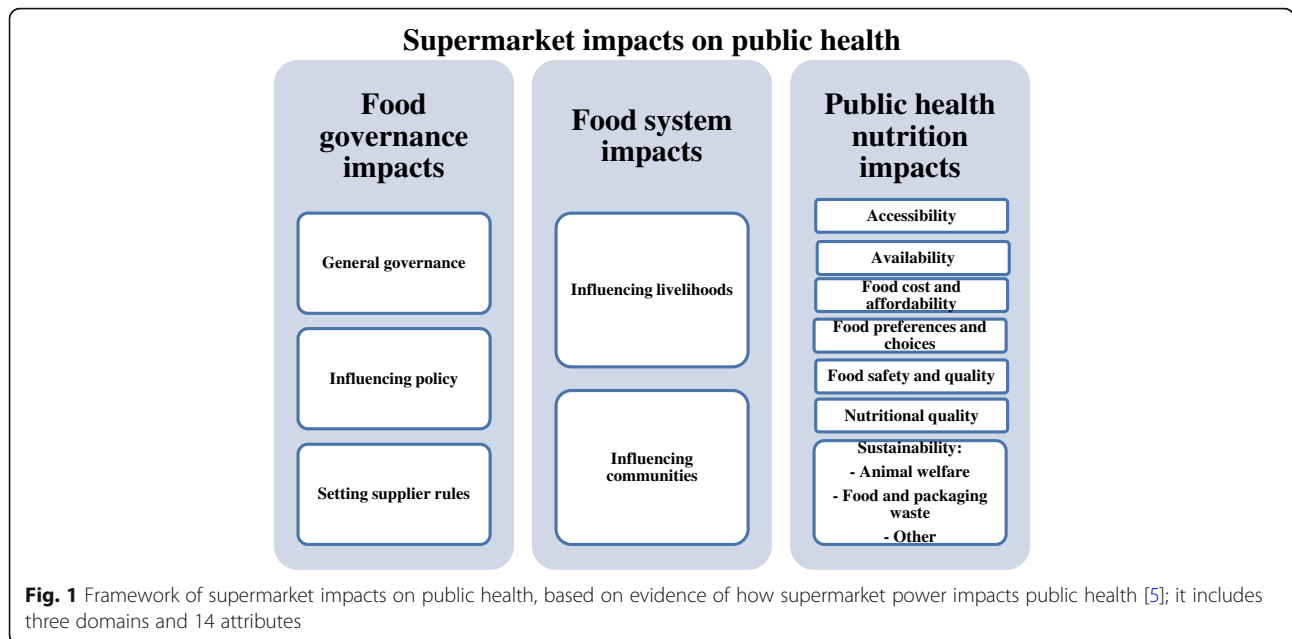 Supermarket impacts on public health
Food
governance
impacts
General governance
Influencing policy
Setting supplier rules
Food system
impacts
Influencing livelihoods
Influencing
communities
Public health
nutrition
impacts
Accessibility
Availability
Food cost and
affordability
Food preferences and
choices
Food safety and quality
Nutritional quality
Sustainability:
- Animal welfare
- Food and packaging
waste
- Other
Fig. 1 Framework of supermarket impacts on public health, based on evidence of how supermarket power impacts public health [5]; it includes
three domains and 14 attributes